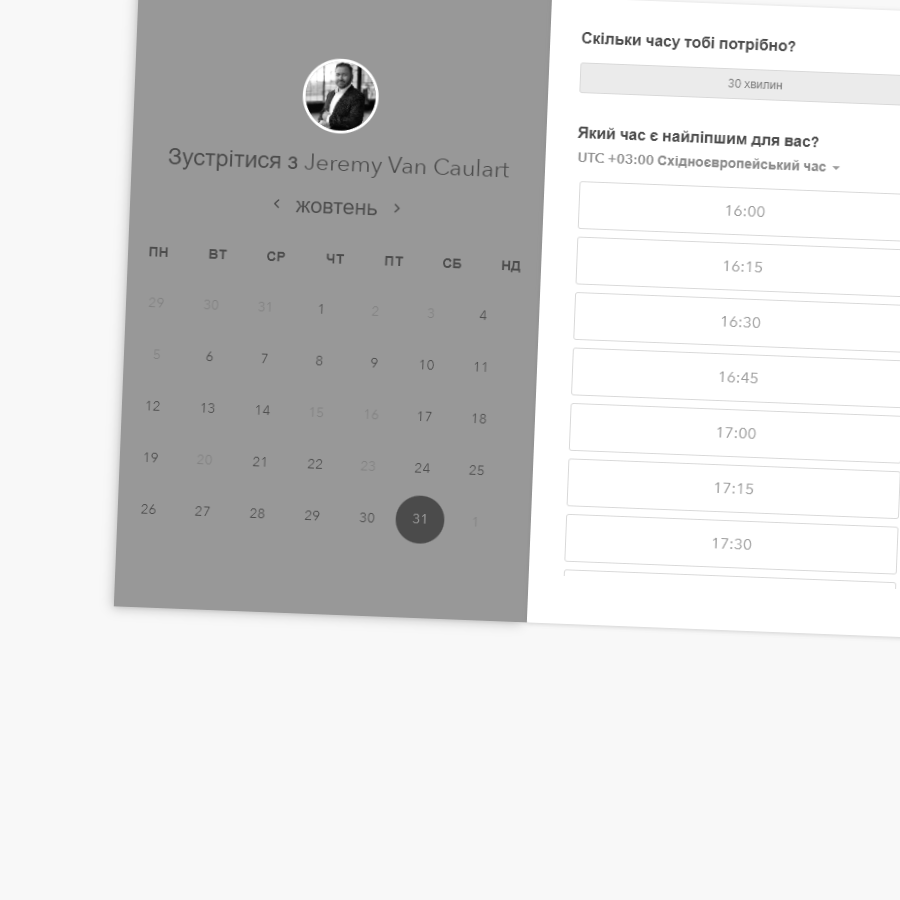 Зустрітися з Jeremy Van Caulart
жовтень
ПН ВТ СР ЧТ ПТ СБ НД
29 30 31 1 2 3 4
5 6 7 8 9 10 11
12 13 14 15 16 17 18
19 20 21 22 23 24 25
26 27 28 29 30 31 1
Скільки часу тобі потрібно?
30 хвилин
Який час є найліпшим для вас?
UTC +03:00 Східноєвропейський час
16:00
16:15
16:30
16:45
17:00
17:15
17:30